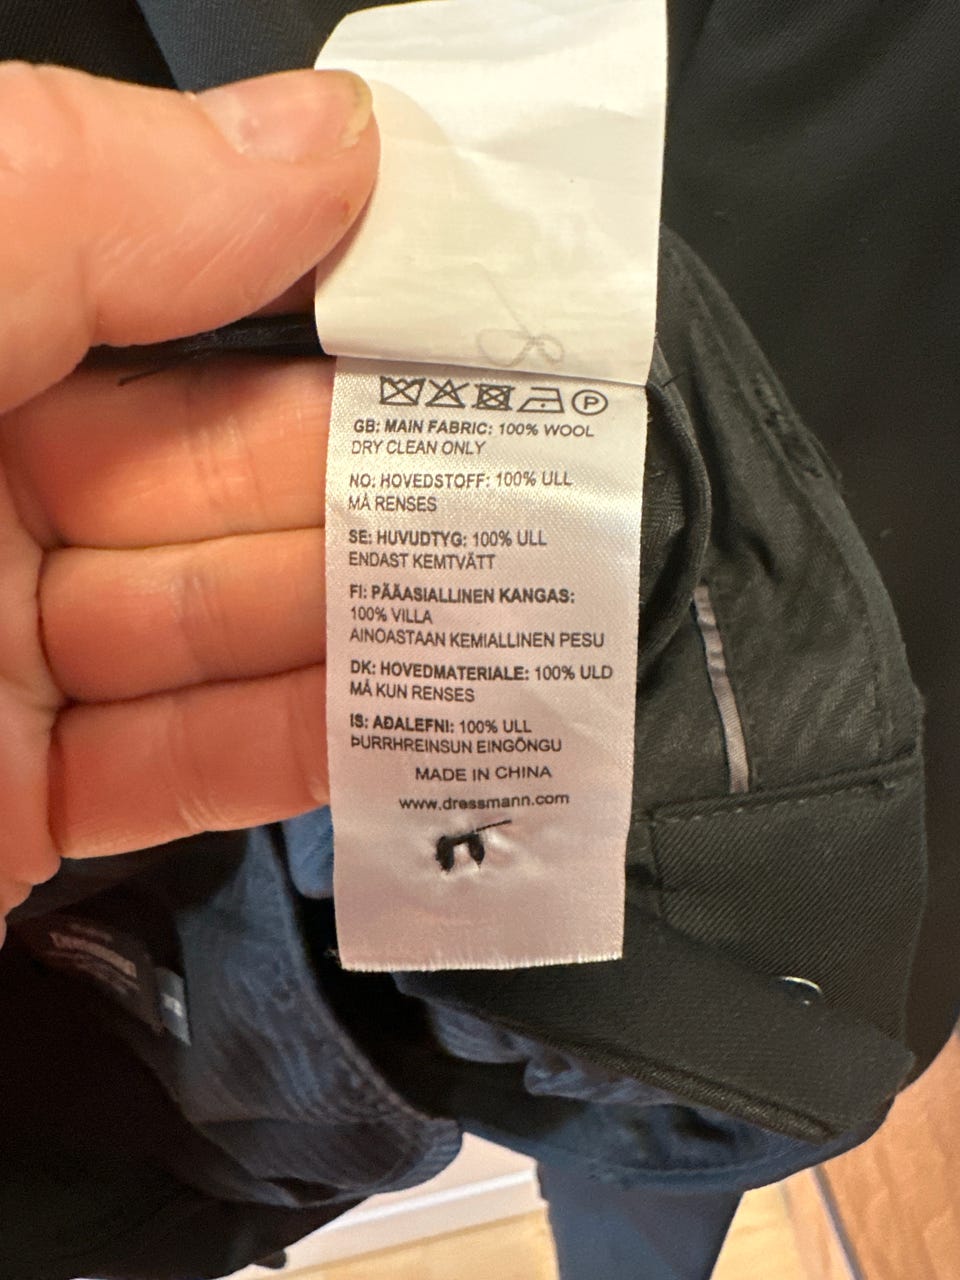 P
GB: MAIN FABRIC: 100% WOOL
DRY CLEAN ONLY
NO: HOVEDSTOFF: 100% ULL
MÅ RENSES
SE: HUVUDTYG: 100% ULL
ENDAST KEMTVÄTT
FI: PÄÄASIALLINEN KANGAS:
100% VILLA
AINOASTAAN KEMIALLINEN PESU
DK: HOVEDMATERIALE: 100% ULD
MÅ KUN RENSES
IS: AÐALEFNI: 100% ULL
ÞURRHREINSUN EINGÖNGU
MADE IN CHINA
www.dressmann.com